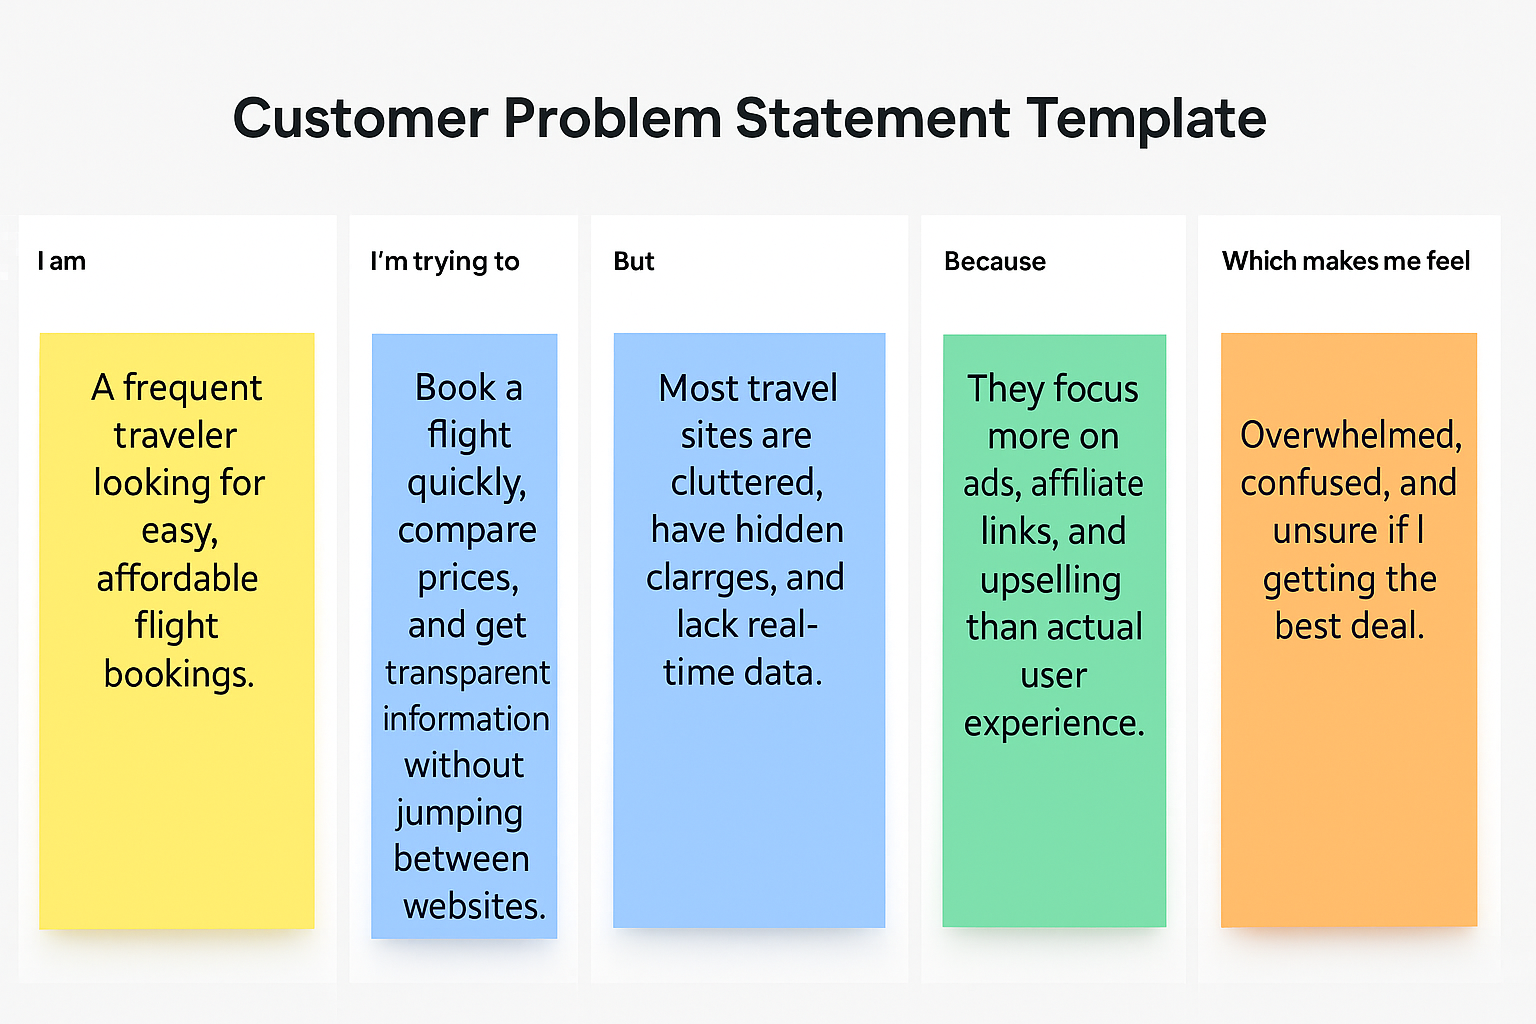 Customer Problem Statement Template
I am
A frequent
traveler
looking for
easy,
affordable
flight
bookings.
I'm trying to
Book a
flight
quickly,
compare
prices,
and get
transparent
information
without
jumping
between
websites.
But
Most travel
sites are
cluttered,
have hidden
clarrges, and
lack real-
time data.
Because
They focus
more on
ads, affiliate
links, and
upselling
than actual
user
experience.
Which makes me feel
Overwhelmed,
confused, and
unsure if I
getting the
best deal.